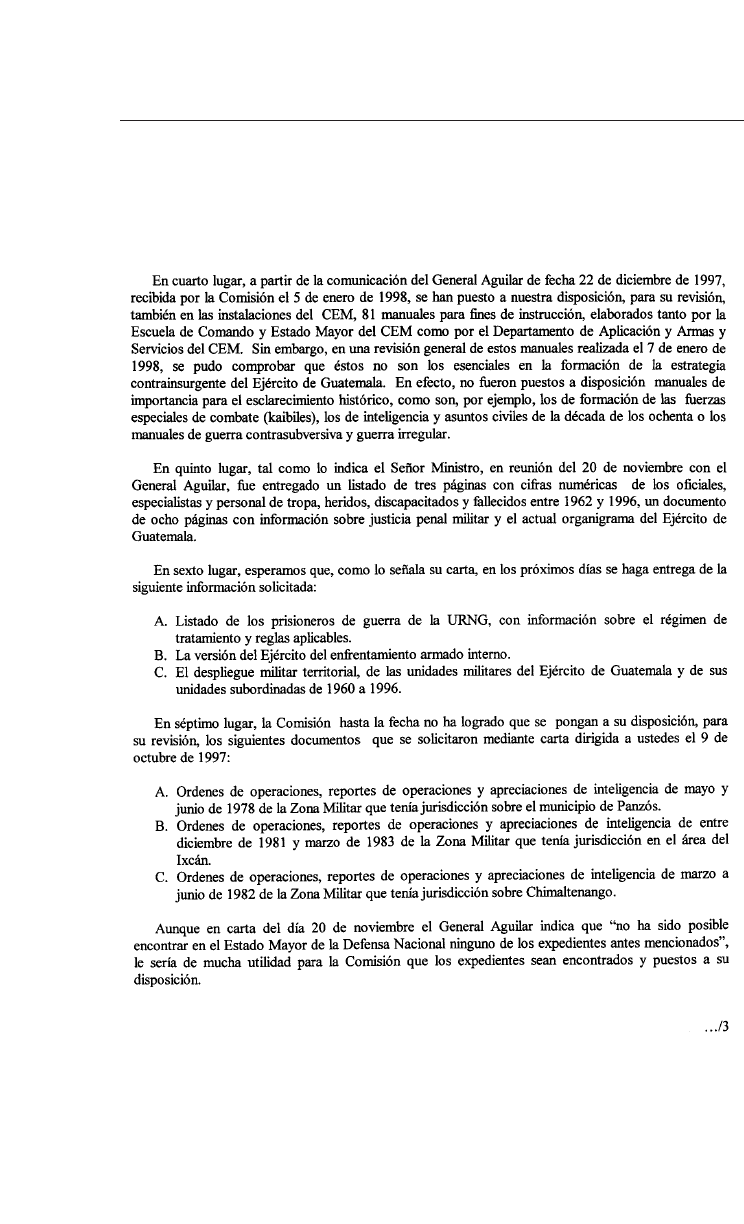 En cuarto lugar, a partir de la comunicación del General Aguilar de fecha 22 de diciembre de 1997,
recibida por la Comisión el 5 de enero de 1998, se han puesto a nuestra disposición, para su revisión,
también en las instalaciones del CEM, 81 manuales para fines de instrucción, elaborados tanto por la
Escuela de Comando y Estado Mayor del CEM como por el Departamento de Aplicación y Armas y
Servicios del CEM. Sin embargo, en una revisión general de estos manuales realizada el 7 de enero de
1998, se pudo comprobar que éstos no son los esenciales en la formación de la estrategia
contrainsurgente del Ejército de Guatemala. En efecto, no fueron puestos a disposición manuales de
importancia para el esclarecimiento histórico, como son, por ejemplo, los de formación de las fuerzas
especiales de combate (kaibiles), los de inteligencia y asuntos civiles de la década de los ochenta o los
manuales de guerra contrasubversiva y guerra irregular.
En quinto lugar, tal como lo indica el Señor Ministro, en reunión del 20 de noviembre con el
General Aguilar, fue entregado un listado de tres páginas con cifras numéricas de los oficiales,
especialistas y personal de tropa, heridos, discapacitados y fallecidos entre 1962 y 1996, un documento
de ocho páginas con información sobre justicia penal militar y el actual organigrama del Ejército de
Guatemala.
En sexto lugar, esperamos que, como lo señala su carta, en los próximos días se haga entrega de la
siguiente información solicitada:
A. Listado de los prisioneros de guerra de la URNG, con información sobre el régimen de
tratamiento y reglas aplicables.
B. La versión del Ejército del enfrentamiento armado interno.
C. El despliegue militar territorial, de las unidades militares del Ejército de Guatemala y de sus
unidades subordinadas de 1960 a 1996.
En séptimo lugar, la Comisión hasta la fecha no ha logrado que se pongan a su disposición, para
su revisión, los siguientes documentos que se solicitaron mediante carta dirigida a ustedes el 9 de
octubre de 1997:
A. Ordenes de operaciones, reportes de operaciones y apreciaciones de inteligencia de mayo y
junio de 1978 de la Zona Militar que tenía jurisdicción sobre el municipio de Panzós.
B. Ordenes de operaciones, reportes de operaciones y apreciaciones de inteligencia de entre
diciembre de 1981 y marzo de 1983 de la Zona Militar que tenía jurisdicción en el área del
Ixcán.
C. Ordenes de operaciones, reportes de operaciones y apreciaciones de inteligencia de marzo a
junio de 1982 de la Zona Militar que tenía jurisdicción sobre Chimaltenango.
Aunque en carta del día 20 de noviembre el General Aguilar indica que “no ha sido posible
encontrar en el Estado Mayor de la Defensa Nacional ninguno de los expedientes antes mencionados”,
le sería de mucha utilidad para la Comisión que los expedientes sean encontrados y puestos a su
disposición.
.../3